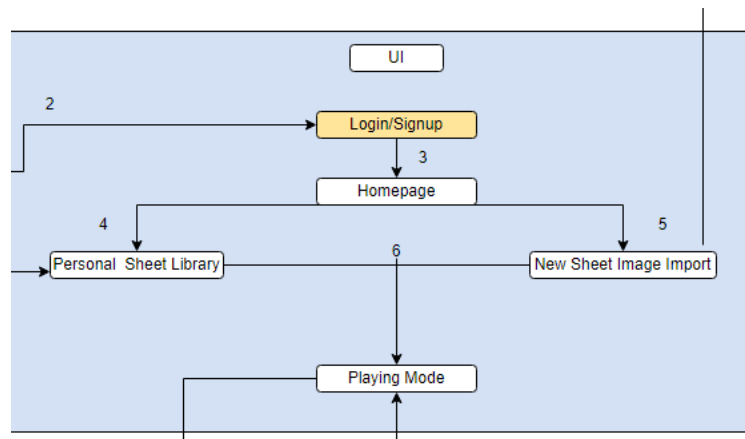 UI
2
Login/Signup
3
Homepage
4
5
6
Personal Sheet Library
New Sheet Image Import
Playing Mode